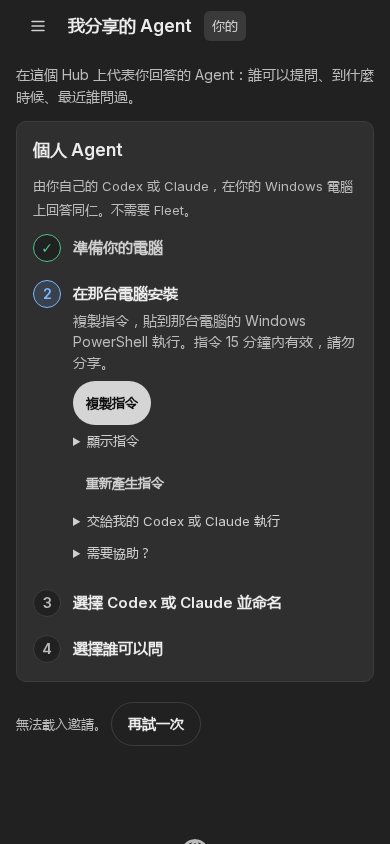 我分享的 Agent 你的
在這個 Hub 上代表你回答的 Agent：誰可以提問、到什麼
時候、最近誰問過。
個人 Agent
由你自己的 Codex 或 Claude，在你的 Windows 電腦
上回答同仁。不需要 Fleet。
✓ 準備你的電腦
2 在那台電腦安裝
複製指令，貼到那台電腦的 Windows
PowerShell 執行。指令 15 分鐘內有效，請勿
分享。
複製指令
▶ 顯示指令
重新產生指令
▶ 交給我的 Codex 或 Claude 執行
▶ 需要協助？
3 選擇 Codex 或 Claude 並命名
4 選擇誰可以問
無法載入邀請。 再試一次